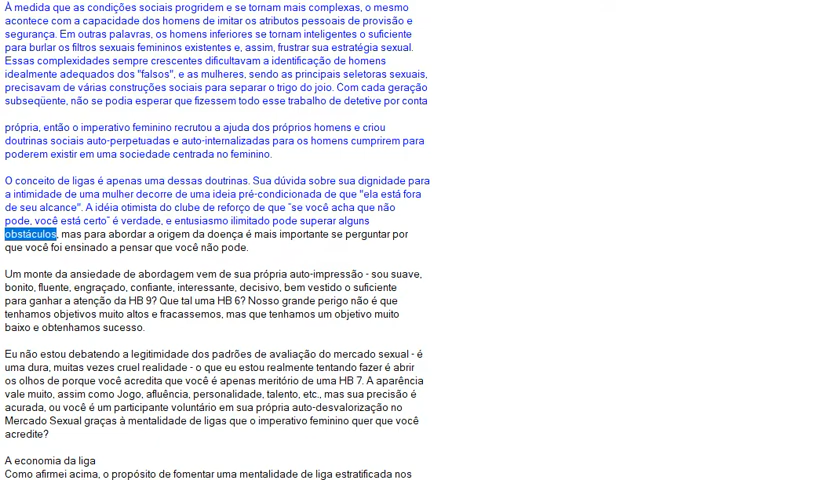 À medida que as condições sociais progridem e se tornam mais complexas, o mesmo
acontece com a capacidade dos homens de imitar os atributos pessoais de provisão e
segurança. Em outras palavras, os homens inferiores se tornam inteligentes o suficiente
para burlar os filtros sexuais femininos existentes e, assim, frustrar sua estratégia sexual.
Essas complexidades sempre crescentes dificultavam a identificação de homens
idealmente adequados dos "falsos", e as mulheres, sendo as principais seletoras sexuais,
precisavam de várias construções sociais para separar o trigo do joio. Com cada geração
subseqüente, não se podia esperar que fizessem todo esse trabalho de detetive por conta
própria, então o imperativo feminino recrutou a ajuda dos próprios homens e criou
doutrinas sociais auto-perpetuadas e auto-internalizadas para os homens cumprirem para
poderem existir em uma sociedade centrada no feminino.
O conceito de ligas é apenas uma dessas doutrinas. Sua dúvida sobre sua dignidade para
a intimidade de uma mulher decorre de uma ideia pré-condicionada de que "ela está fora
de seu alcance". A idéia otimista do clube de reforço de que ˜se você acha que não
pode, você está certo˜ é verdade, e entusiasmo ilimitado pode superar alguns
obstáculos, mas para abordar a origem da doença é mais importante se perguntar por
que você foi ensinado a pensar que você não pode.
Um monte da ansiedade de abordagem vem de sua própria auto-impressão - sou suave,
bonito, fluente, engraçado, confiante, interessante, decisivo, bem vestido o suficiente
para ganhar a atenção da HB 9? Que tal uma HB 6? Nosso grande perigo não é que
tenhamos objetivos muito altos e fracassemos, mas que tenhamos um objetivo muito
baixo e obtenhamos sucesso.
Eu não estou debatendo a legitimidade dos padrões de avaliação do mercado sexual - é
uma dura, muitas vezes cruel realidade - o que eu estou realmente tentando fazer é abrir
os olhos de porque você acredita que você é apenas meritório de uma HB 7. A aparência
vale muito, assim como Jogo, afluência, personalidade, talento, etc., mas sua precisão é
acurada, ou você é um participante voluntário em sua própria auto-desvalorização no
Mercado Sexual graças à mentalidade de ligas que o imperativo feminino quer que você
acredite?
A economia da liga
Como afirmei acima, o propósito de fomentar uma mentalidade de liga estratificada nos